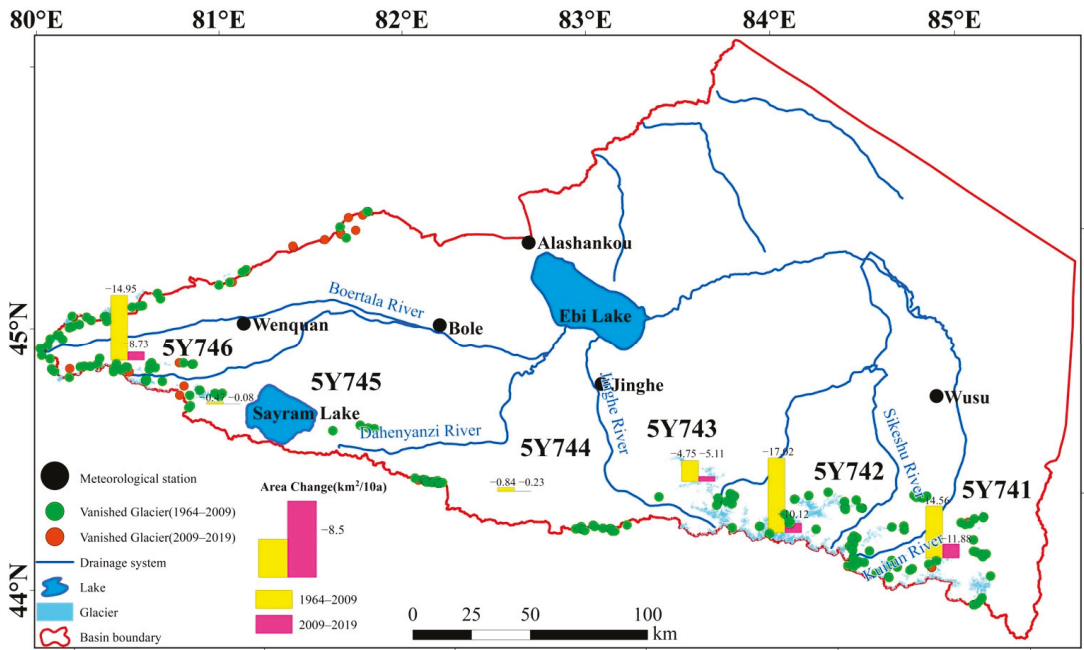 80°E 81°E 82°E 83°E 84°E 85°E
45°N
44°N
Alashankou
Ebi Lake
Boertala River
Wenquan
Bole
−14.95
8.73
5Y746
5Y745
−0.47 −0.08
Sayram Lake
Dahenyanzi River
Jinghe
Jinghe River
Wusu
Sikeshu River
5Y744
−0.84 −0.23
5Y743
−4.75 −5.11
5Y742
−17.02
10.12
5Y741
14.56
−11.88
Kuitun River
Meteorological station
Vanished Glacier(1964–2009)
Vanished Glacier(2009–2019)
Drainage system
Lake
Glacier
Basin boundary
Area Change(km²/10a)
−8.5
1964–2009
2009–2019
0 25 50 100
km